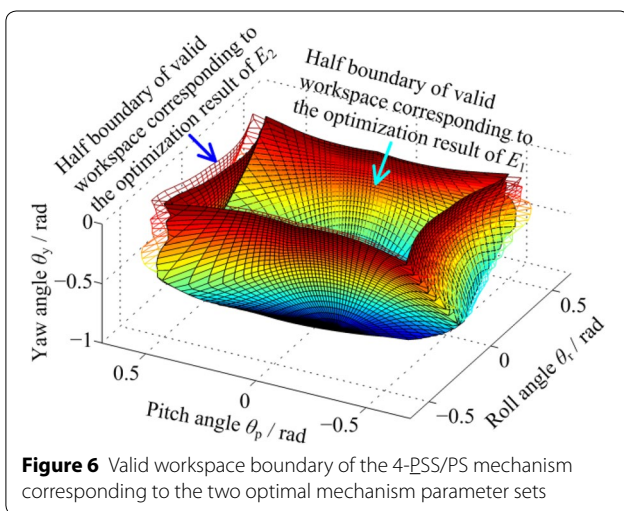 Half boundary of valid
workspace corresponding to
the optimization result of E2
Half boundary of valid
workspace corresponding to
the optimization result of E1
Yaw angle θy / rad
0
−0.5
−1
0.5
0
−0.5
Pitch angle θp / rad
−0.5
0
0.5
Roll angle θr / rad
Figure 6 Valid workspace boundary of the 4-PSS/PS mechanism
corresponding to the two optimal mechanism parameter sets